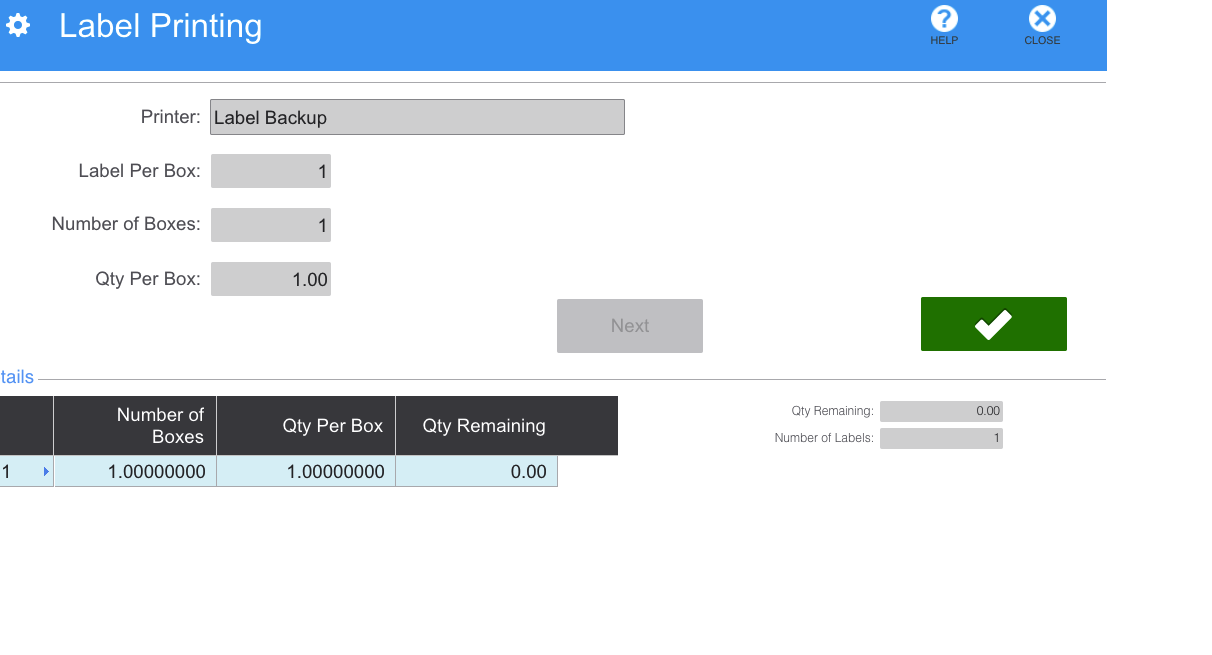 Label Printing
HELP
CLOSE
Printer: Label Backup
Label Per Box: 1
Number of Boxes: 1
Qty Per Box: 1.00
Next
tails
Number of Boxes Qty Per Box Qty Remaining
1 1.00000000 1.00000000 0.00
Qty Remaining: 0.00
Number of Labels: 1